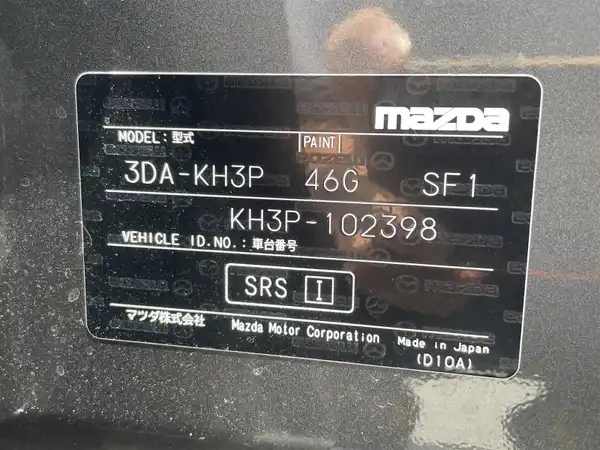 mazda
MODEL:型式 PAINT
3DA-KH3P 46G SF1
KH3P-102398
VEHICLE ID.NO.:車台番号
SRS I
マツダ株式会社 Mazda Motor Corporation Made in Japan
(D10A)